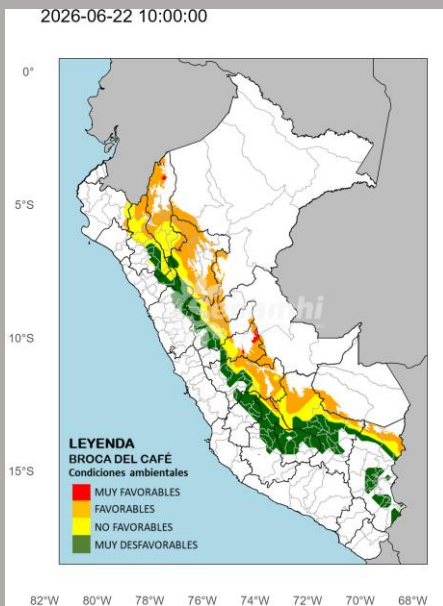 2026-06-22 10:00:00
0°
5°S
10°S
15°S
senamhi
LEYENDA
BROCA DEL CAFÉ
Condiciones ambientales
MUY FAVORABLES
FAVORABLES
NO FAVORABLES
MUY DESFAVORABLES
82°W 80°W 78°W 76°W 74°W 72°W 70°W 68°W